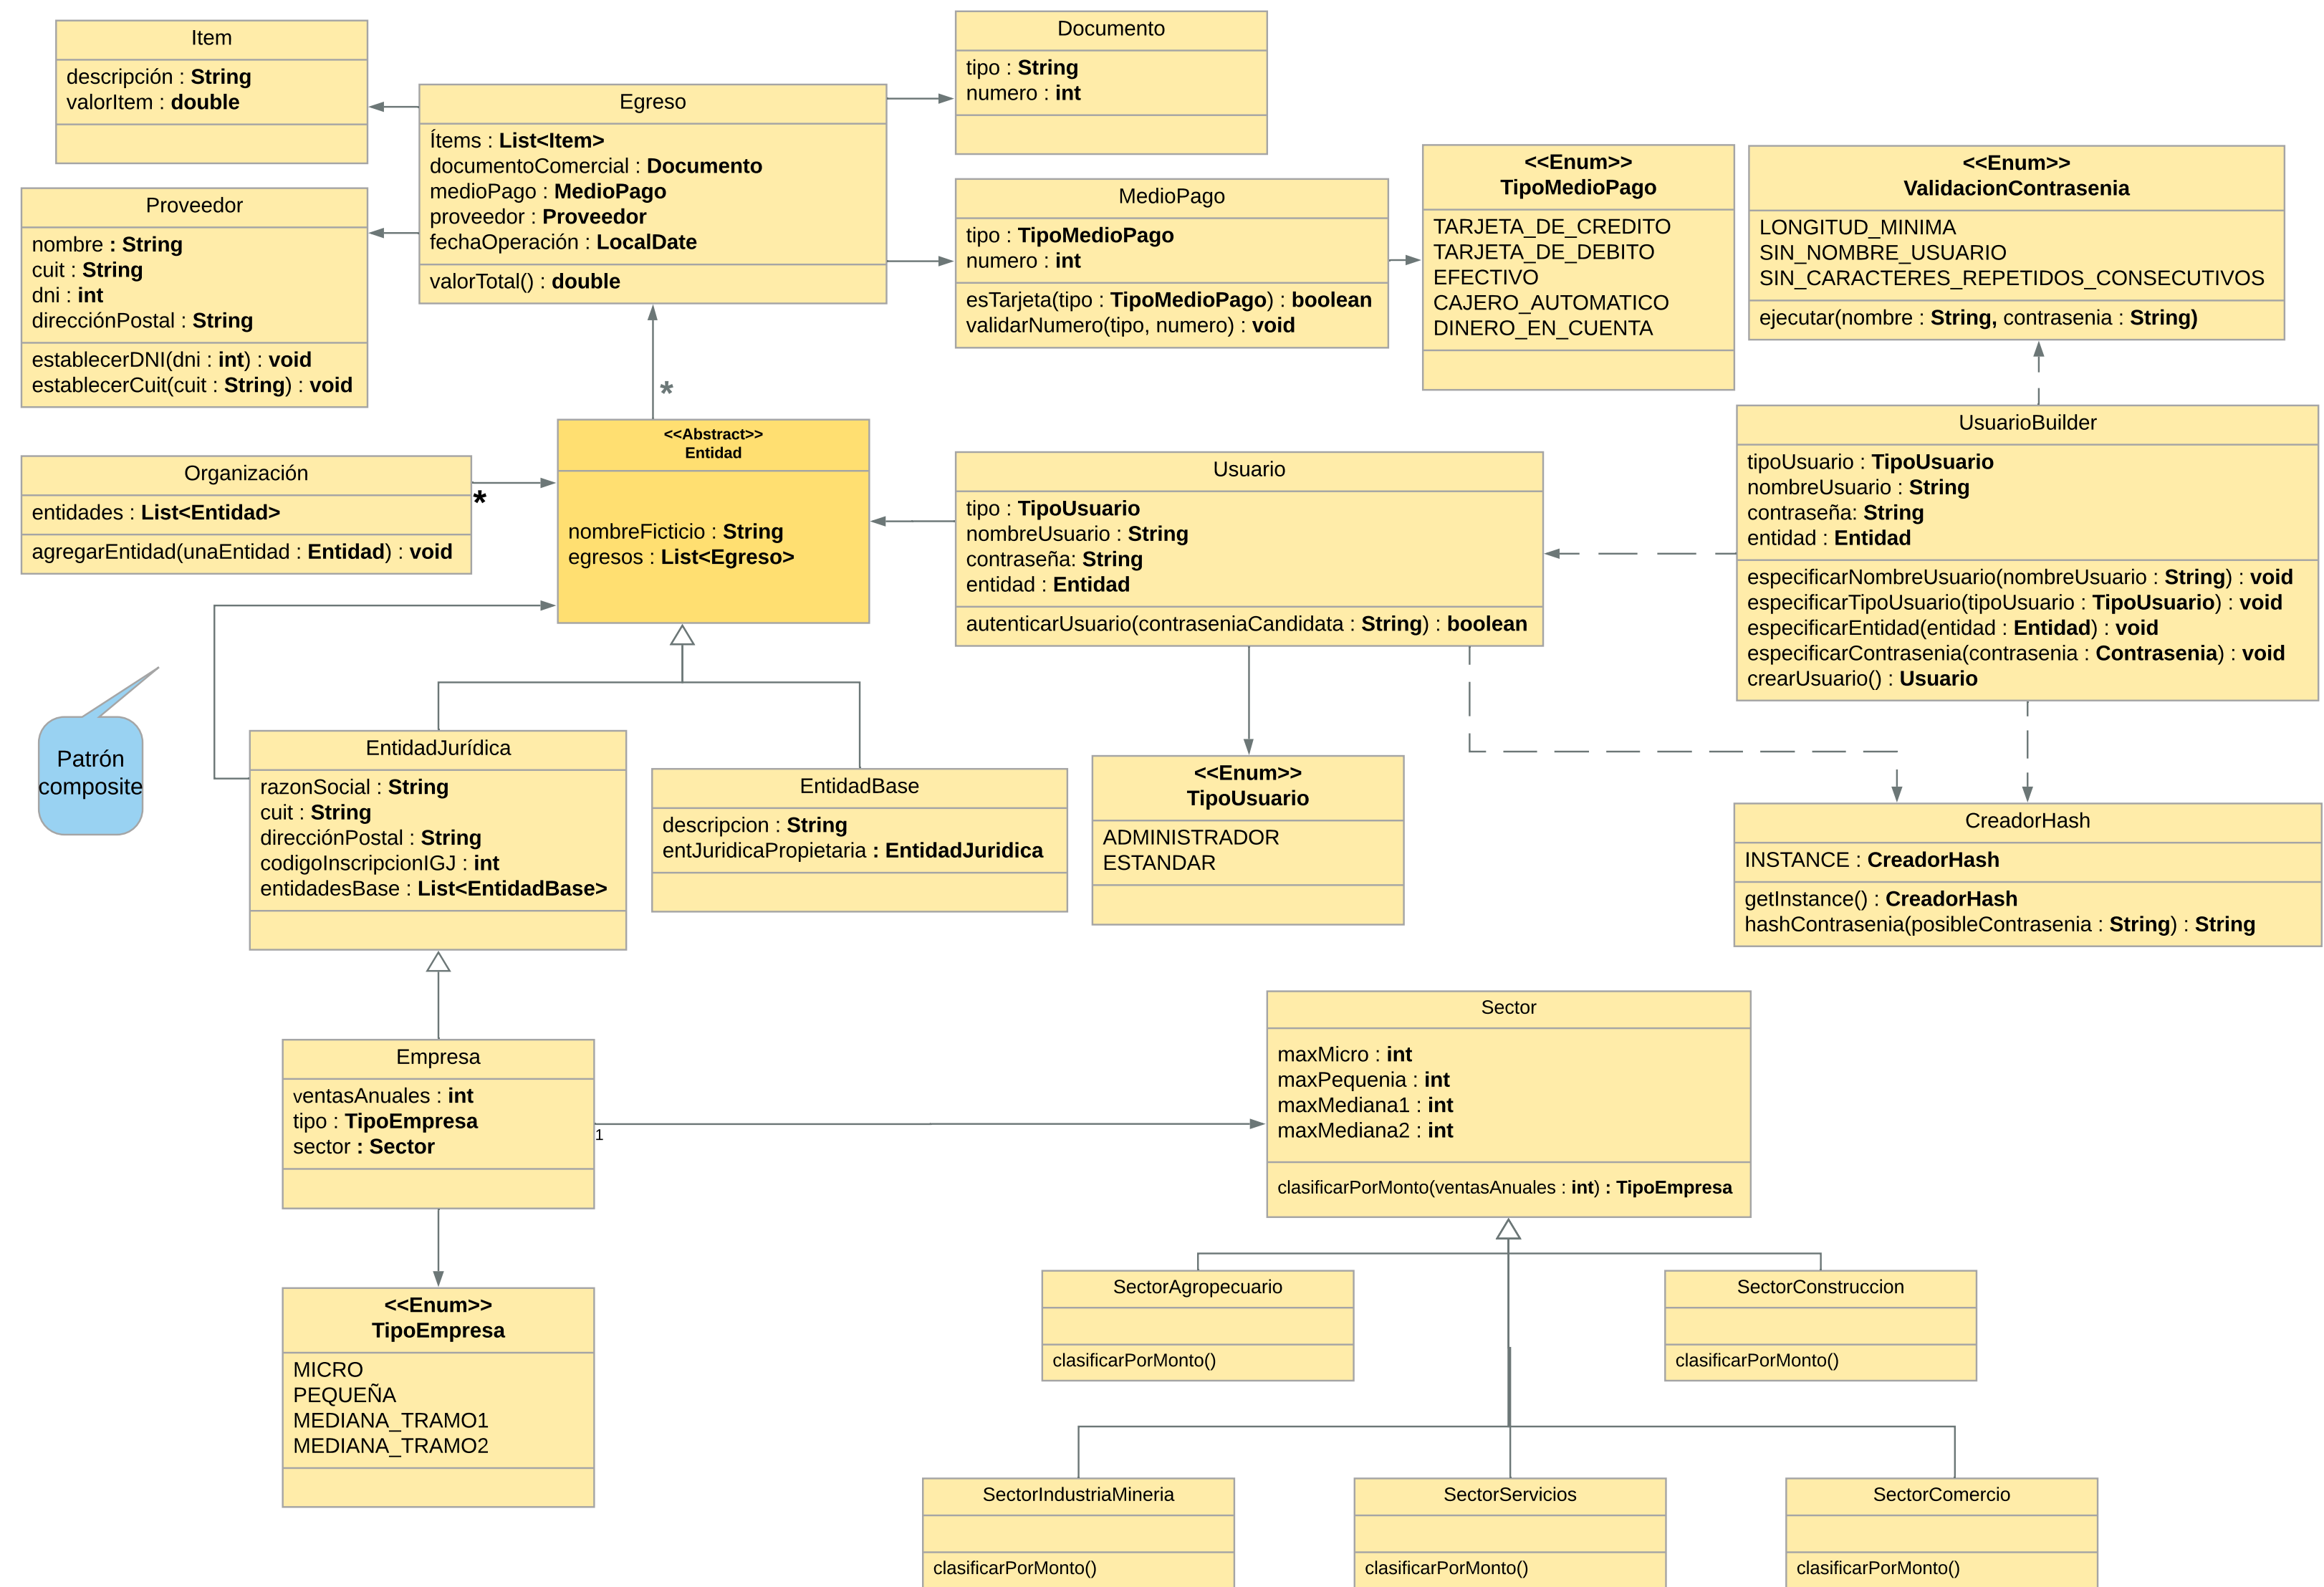 Item
descripción : String
valorItem : double
Documento
tipo : String
numero : int
Egreso
Ítems : List<Item>
documentoComercial : Documento
medioPago : MedioPago
proveedor : Proveedor
fechaOperación : LocalDate
valorTotal() : double
<<Enum>>
TipoMedioPago
TARJETA_DE_CREDITO
TARJETA_DE_DEBITO
EFECTIVO
CAJERO_AUTOMATICO
DINERO_EN_CUENTA
<<Enum>>
ValidacionContrasenia
LONGITUD_MINIMA
SIN_NOMBRE_USUARIO
SIN_CARACTERES_REPETIDOS_CONSECUTIVOS
ejecutar(nombre : String, contrasenia : String)
Proveedor
nombre : String
cuit : String
dni : int
direcciónPostal : String
establecerDNI(dni : int) : void
establecerCuit(cuit : String) : void
MedioPago
tipo : TipoMedioPago
numero : int
esTarjeta(tipo : TipoMedioPago) : boolean
validarNumero(tipo, numero) : void
*
<<Abstract>>
Entidad
nombreFicticio : String
egresos : List<Egreso>
Organización
entidades : List<Entidad>
agregarEntidad(unaEntidad : Entidad) : void
*
Usuario
tipo : TipoUsuario
nombreUsuario : String
contraseña: String
entidad : Entidad
autenticarUsuario(contraseniaCandidata : String) : boolean
UsuarioBuilder
tipoUsuario : TipoUsuario
nombreUsuario : String
contraseña: String
entidad : Entidad
especificarNombreUsuario(nombreUsuario : String) : void
especificarTipoUsuario(tipoUsuario : TipoUsuario) : void
especificarEntidad(entidad : Entidad) : void
especificarContrasenia(contrasenia : Contrasenia) : void
crearUsuario() : Usuario
Patrón
composite
EntidadJurídica
razonSocial : String
cuit : String
direcciónPostal : String
codigoInscripcionIGJ : int
entidadesBase : List<EntidadBase>
EntidadBase
descripcion : String
entJuridicaPropietaria : EntidadJuridica
<<Enum>>
TipoUsuario
ADMINISTRADOR
ESTANDAR
CreadorHash
INSTANCE : CreadorHash
getInstance() : CreadorHash
hashContrasenia(posibleContrasenia : String) : String
Empresa
ventasAnuales : int
tipo : TipoEmpresa
sector : Sector
1
Sector
maxMicro : int
maxPequenia : int
maxMediana1 : int
maxMediana2 : int
clasificarPorMonto(ventasAnuales : int) : TipoEmpresa
<<Enum>>
TipoEmpresa
MICRO
PEQUEÑA
MEDIANA_TRAMO1
MEDIANA_TRAMO2
SectorAgropecuario
clasificarPorMonto()
SectorConstruccion
clasificarPorMonto()
SectorIndustriaMineria
clasificarPorMonto()
SectorServicios
clasificarPorMonto()
SectorComercio
clasificarPorMonto()